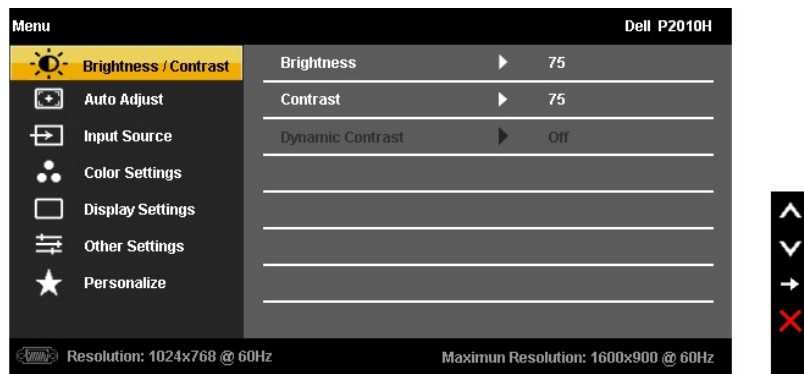 Menu Dell P2010H
Brightness / Contrast Brightness 75
Auto Adjust Contrast 75
Input Source Dynamic Contrast Off
Color Settings
Display Settings
Other Settings
Personalize
Resolution: 1024x768 @ 60Hz Maximun Resolution: 1600x900 @ 60Hz